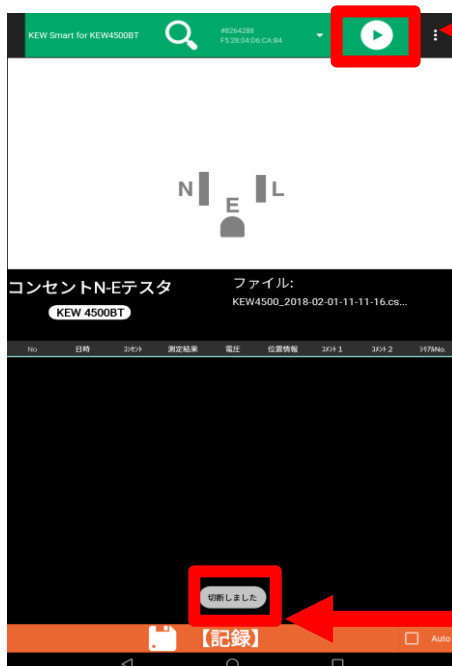 KEW Smart for KEW4500BT
#8264288
F5:28:04:D6:CA:B4
N
E
L
コンセントN-Eテスタ
KEW 4500BT
ファイル:
KEW4500_2018-02-01-11-11-16.cs...
No 日時 コンセント 測定結果 電圧 位置情報 コメント1 コメント2 シリアルNo.
切断しました
【記録】
Auto